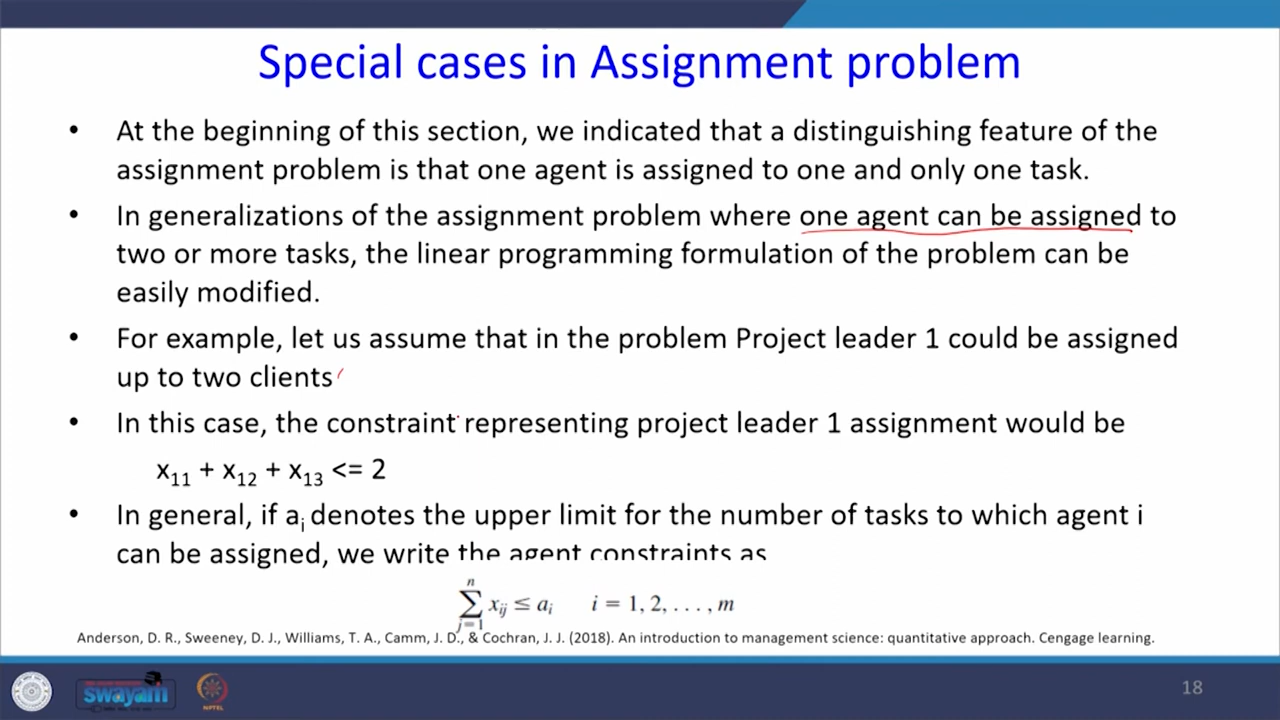 Special cases in Assignment problem
• At the beginning of this section, we indicated that a distinguishing feature of the
assignment problem is that one agent is assigned to one and only one task.
• In generalizations of the assignment problem where one agent can be assigned to
two or more tasks, the linear programming formulation of the problem can be
easily modified.
• For example, let us assume that in the problem Project leader 1 could be assigned
up to two clients
• In this case, the constraint representing project leader 1 assignment would be
x₁₁ + x₁₂ + x₁₃ <= 2
• In general, if aᵢ denotes the upper limit for the number of tasks to which agent i
can be assigned, we write the agent constraints as
∑ⁿⱼ₌₁ xᵢⱼ ≤ aᵢ i = 1, 2, . . . , m
Anderson, D. R., Sweeney, D. J., Williams, T. A., Camm, J. D., & Cochran, J. J. (2018). An introduction to management science: quantitative approach. Cengage learning.
swayam
NPTEL
18